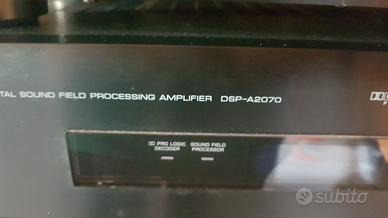 TAL SOUND FIELD PROCESSING AMPLIFIER DSP-A2070
PRO LOGIC DECODER
SOUND FIELD PROCESSOR
subito